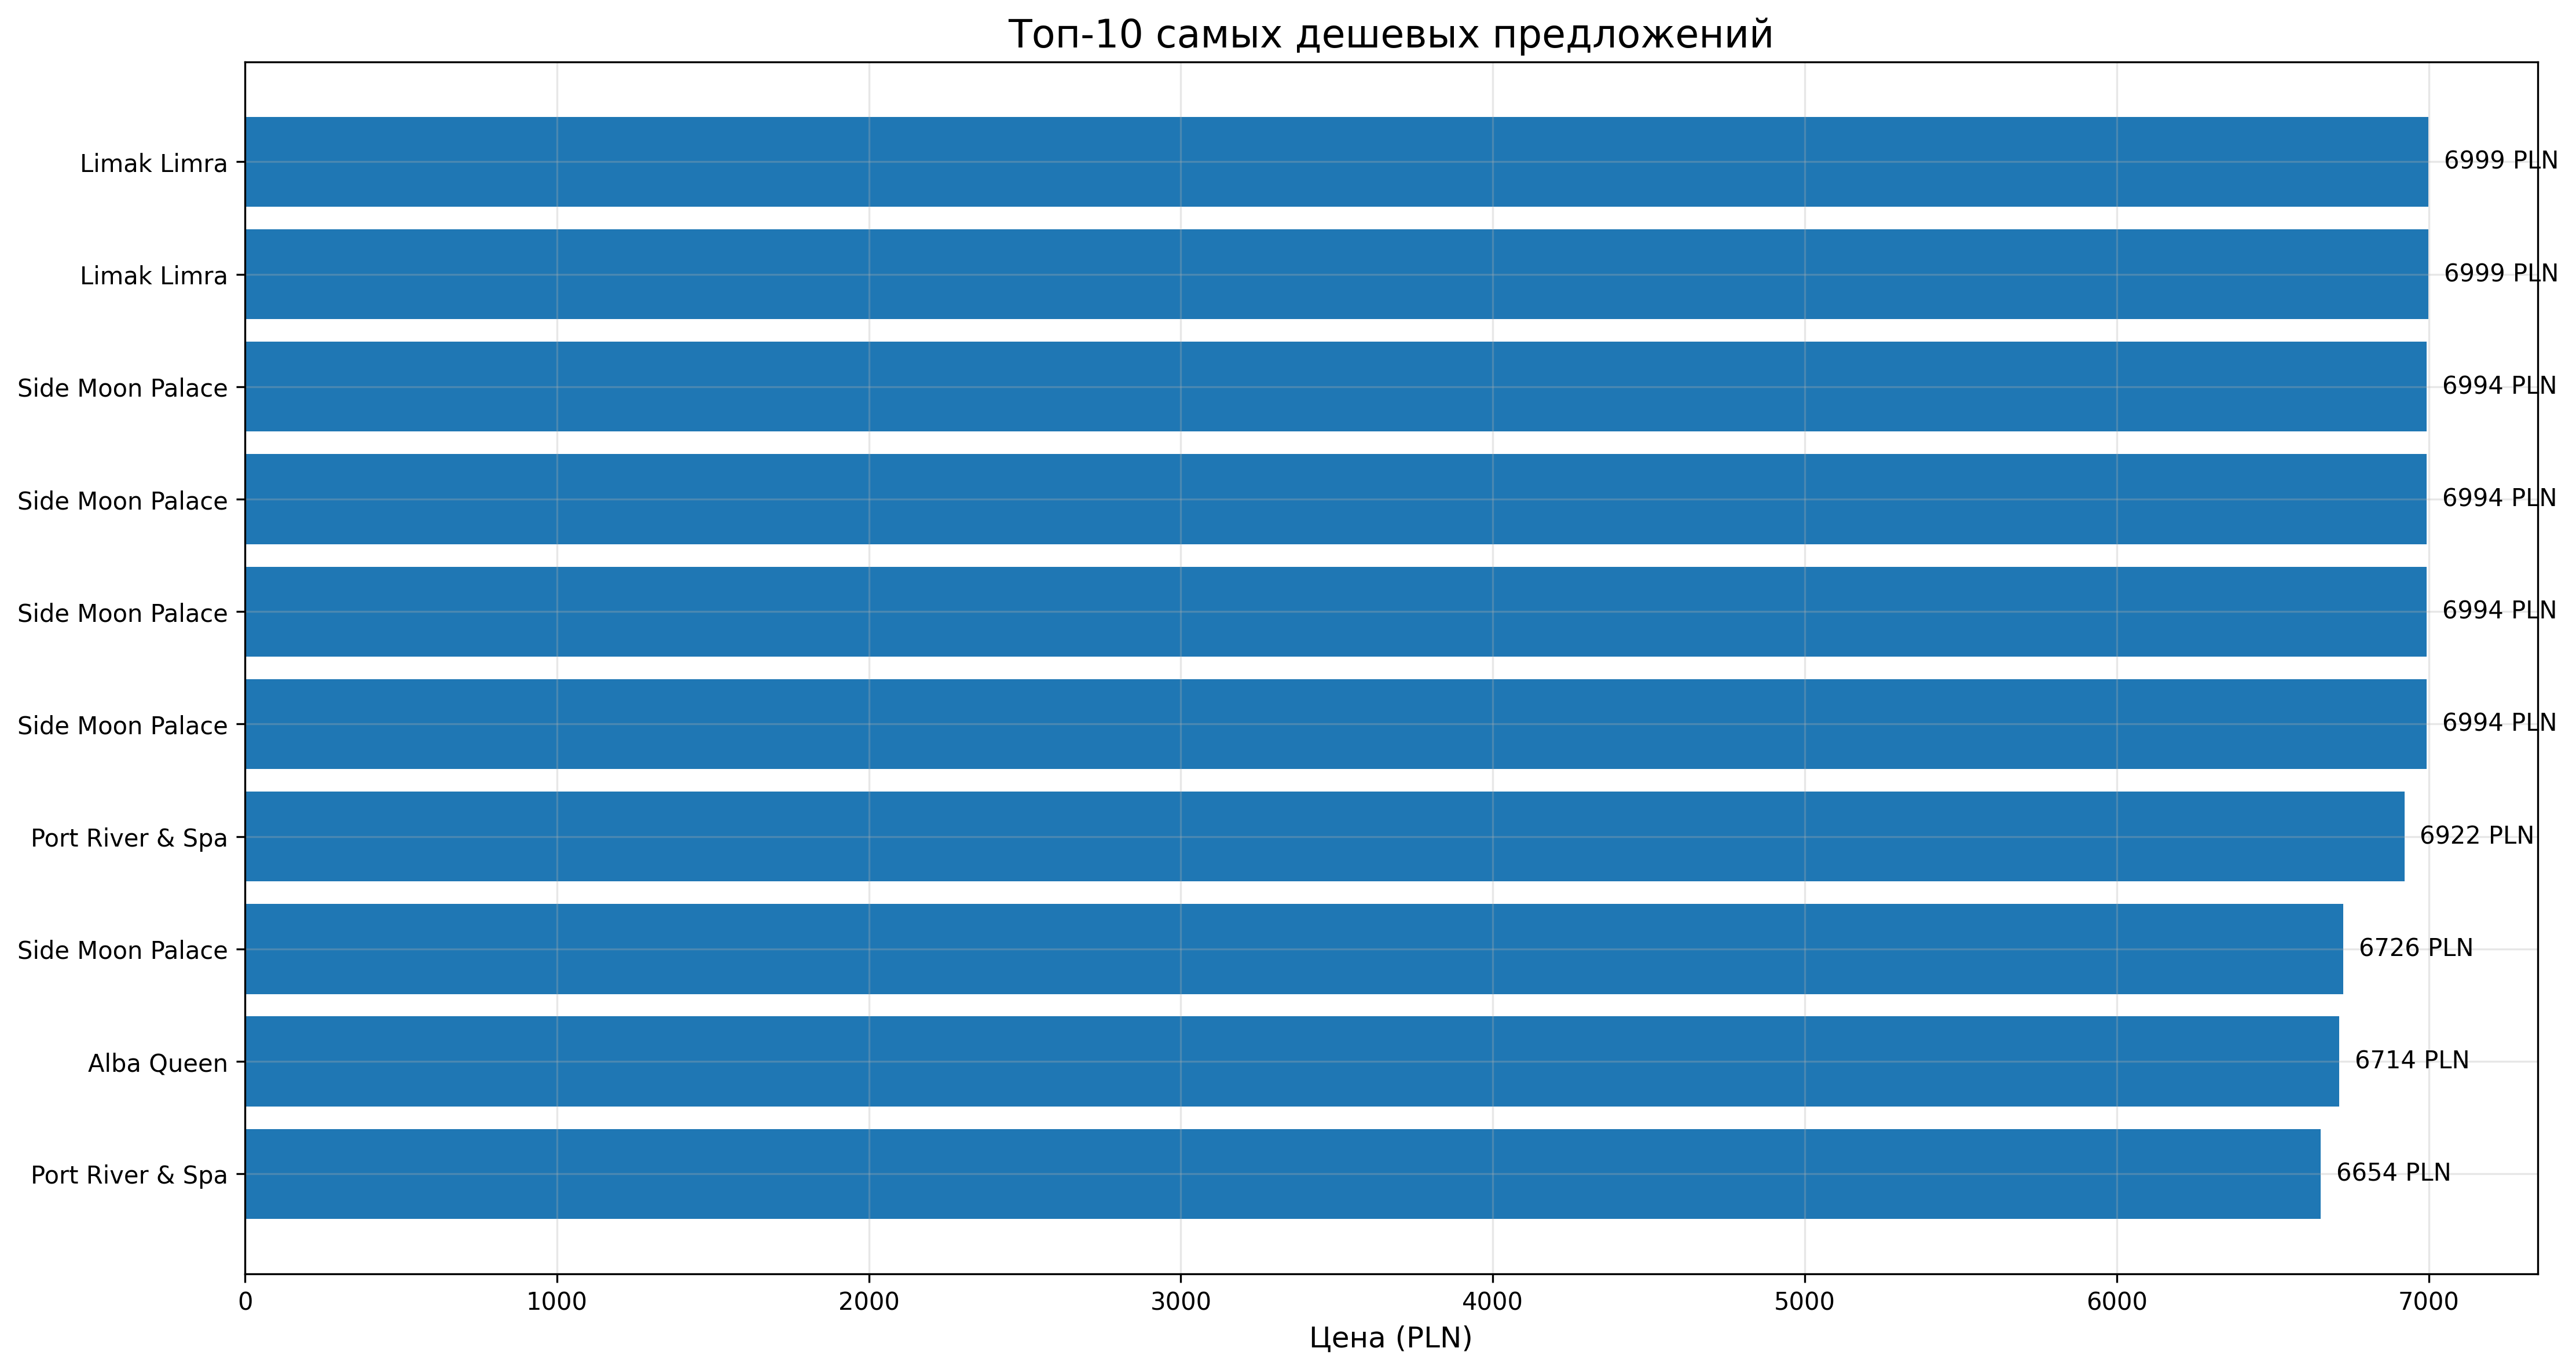 Топ-10 самых дешевых предложений
Limak Limra 6999 PLN
Limak Limra 6999 PLN
Side Moon Palace 6994 PLN
Side Moon Palace 6994 PLN
Side Moon Palace 6994 PLN
Side Moon Palace 6994 PLN
Port River & Spa 6922 PLN
Side Moon Palace 6726 PLN
Alba Queen 6714 PLN
Port River & Spa 6654 PLN
0 1000 2000 3000 4000 5000 6000 7000
Цена (PLN)